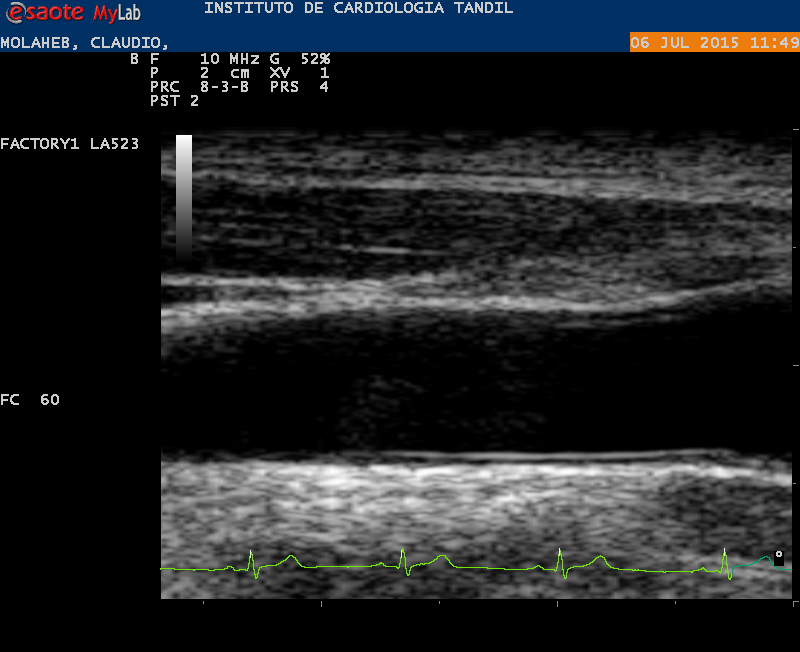 esaote MyLab
INSTITUTO DE CARDIOLOGIA TANDIL
MOLAHEB, CLAUDIO,
06 JUL 2015 11:49
B F 10 MHz G 52%
P 2 cm XV 1
PRC 8-3-B PRS 4
PST 2
FACTORY1 LA523
FC 60